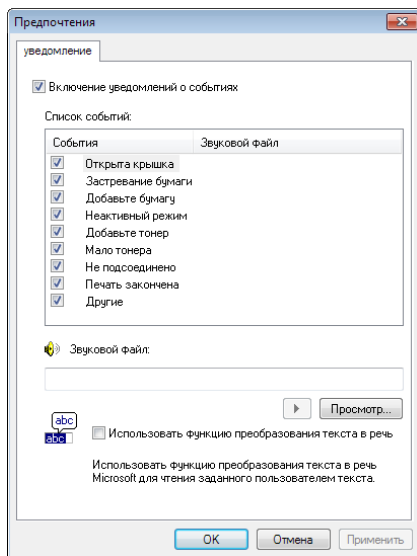 Предпочтения
уведомление
Включение уведомлений о событиях
Список событий:
События Звуковой файл
Открыта крышка
Застревание бумаги
Добавьте бумагу
Неактивный режим
Добавьте тонер
Мало тонера
Не подсоединено
Печать закончена
Другие
Звуковой файл:
Просмотр...
abc
abc
Использовать функцию преобразования текста в речь
Использовать функцию преобразования текста в речь
Microsoft для чтения заданного пользователем текста.
OK Отмена Применить